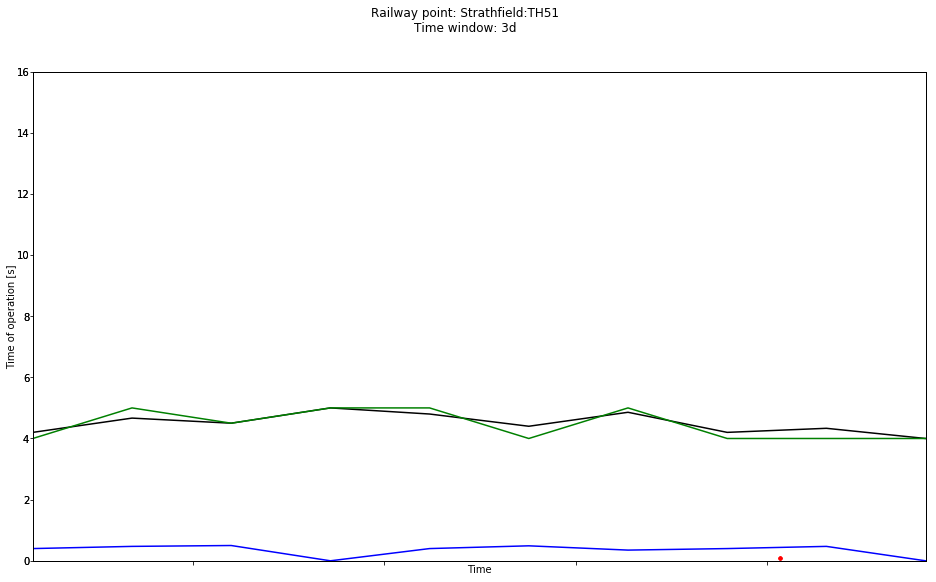 Railway point: Strathfield:TH51
Time window: 3d
16
14
12
10
8
6
4
2
0
Time of operation [s]
Time